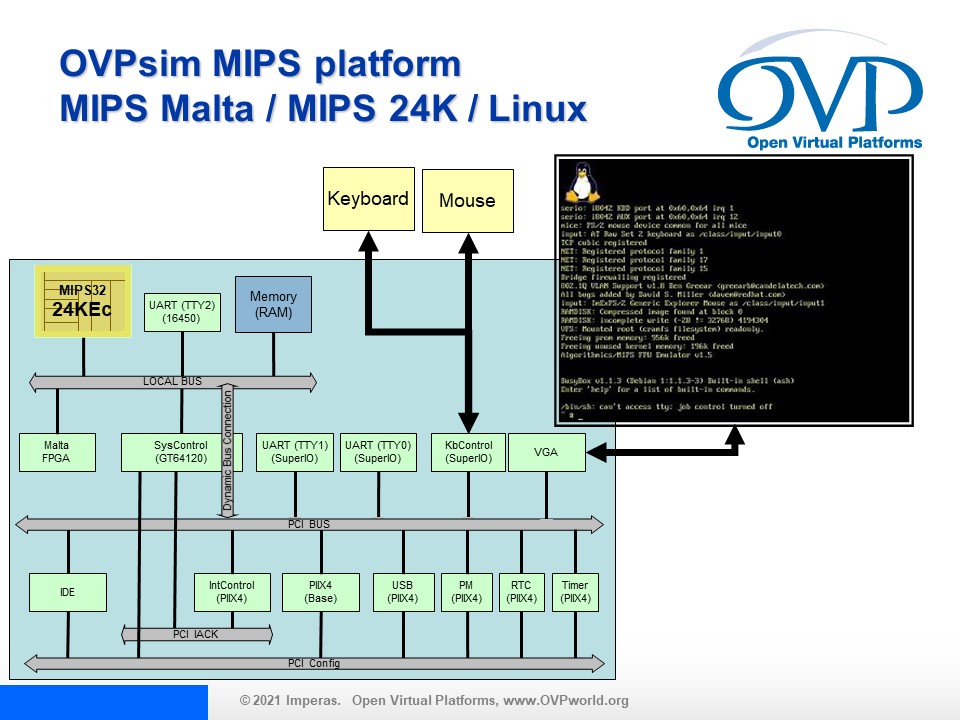 OVPsim MIPS platform
MIPS Malta / MIPS 24K / Linux
OVP
Open Virtual Platforms
Keyboard
Mouse
serio: i8042 KBD port at 0x60,0x64 irq 1
serio: i8042 AUX port at 0x60,0x64 irq 12
mice: PS/2 mouse device common for all mice
input: AT Raw Set 2 keyboard as /class/input/input0
TCP cubic registered
NET: Registered protocol family 1
NET: Registered protocol family 17
NET: Registered protocol family 15
Bridge firewalling registered
802.1Q VLAN Support v1.8 Ben Greear <greearb@candelatech.com>
All bugs added by David S. Miller <davem@redhat.com>
input: ImExPS/2 Generic Explorer Mouse as /class/input/input1
RAMDISK: Compressed image found at block 0
RAMDISK: incomplete write (-28 != 32768) 4194304
VFS: Mounted root (cramfs filesystem) readonly.
Freeing prom memory: 956k freed
Freeing unused kernel memory: 196k freed
Algorithmics/MIPS FPU Emulator v1.5
BusyBox v1.1.3 (Debian 1:1.1.3-3) Built-in shell (ash)
Enter 'help' for a list of built-in commands.
/bin/sh: can't access tty; job control turned off
~ # _
MIPS32
24KEc
UART (TTY2)
(16450)
Memory
(RAM)
LOCAL BUS
Dynamic Bus Connection
Malta
FPGA
SysControl
(GT64120)
UART (TTY1)
(SuperIO)
UART (TTY0)
(SuperIO)
KbControl
(SuperIO)
VGA
PCI BUS
IDE
IntControl
(PIIX4)
PIIX4
(Base)
USB
(PIIX4)
PM
(PIIX4)
RTC
(PIIX4)
Timer
(PIIX4)
PCI IACK
PCI Config
© 2021 Imperas. Open Virtual Platforms, www.OVPworld.org